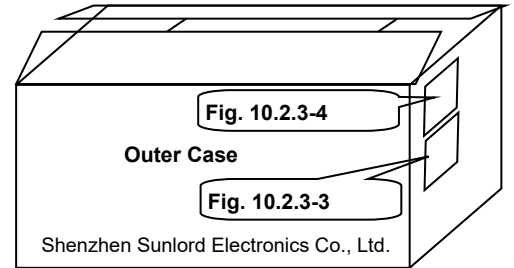 Fig. 10.2.3-4
Outer Case
Fig. 10.2.3-3
Shenzhen Sunlord Electronics Co., Ltd.